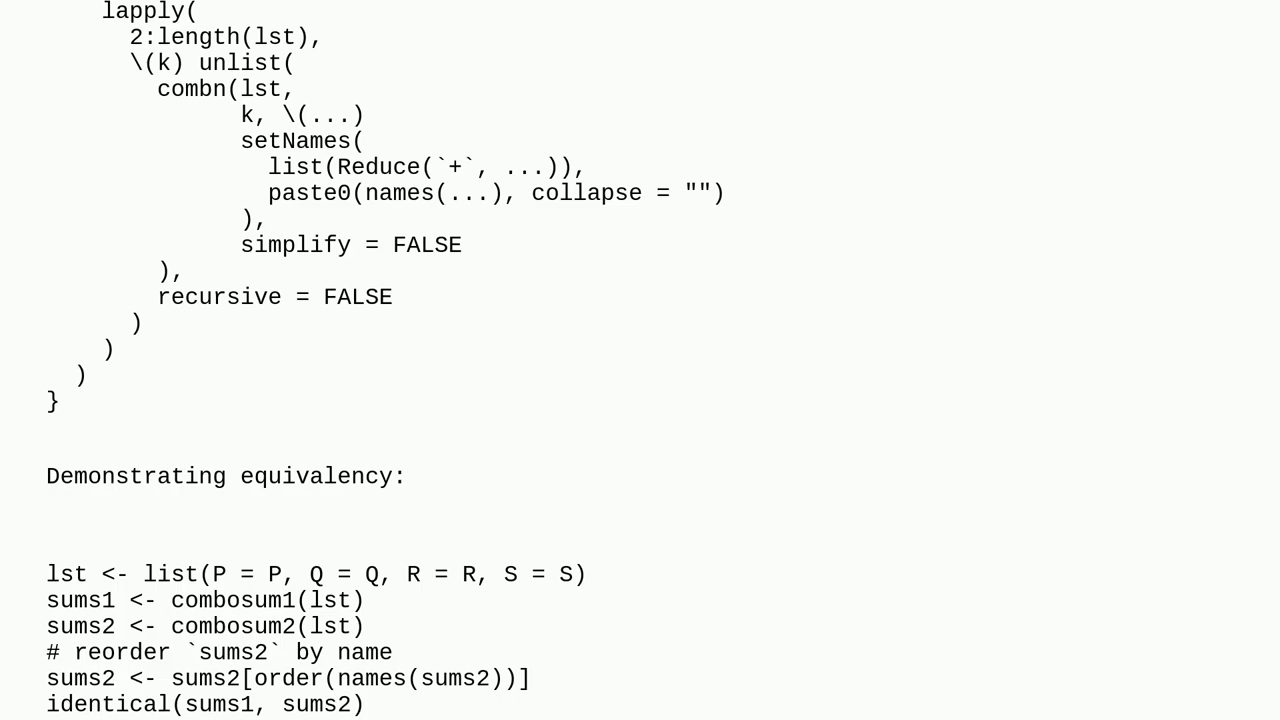 lapply(
      2:length(lst),
      \(k) unlist(
        combn(lst,
              k, \(...)
              setNames(
                list(Reduce(`+`, ...)),
                paste0(names(...), collapse = "")
              ),
              simplify = FALSE
        ),
        recursive = FALSE
      )
    )
  )
}
Demonstrating equivalency:
lst <- list(P = P, Q = Q, R = R, S = S)
sums1 <- combosum1(lst)
sums2 <- combosum2(lst)
# reorder `sums2` by name
sums2 <- sums2[order(names(sums2))]
identical(sums1, sums2)